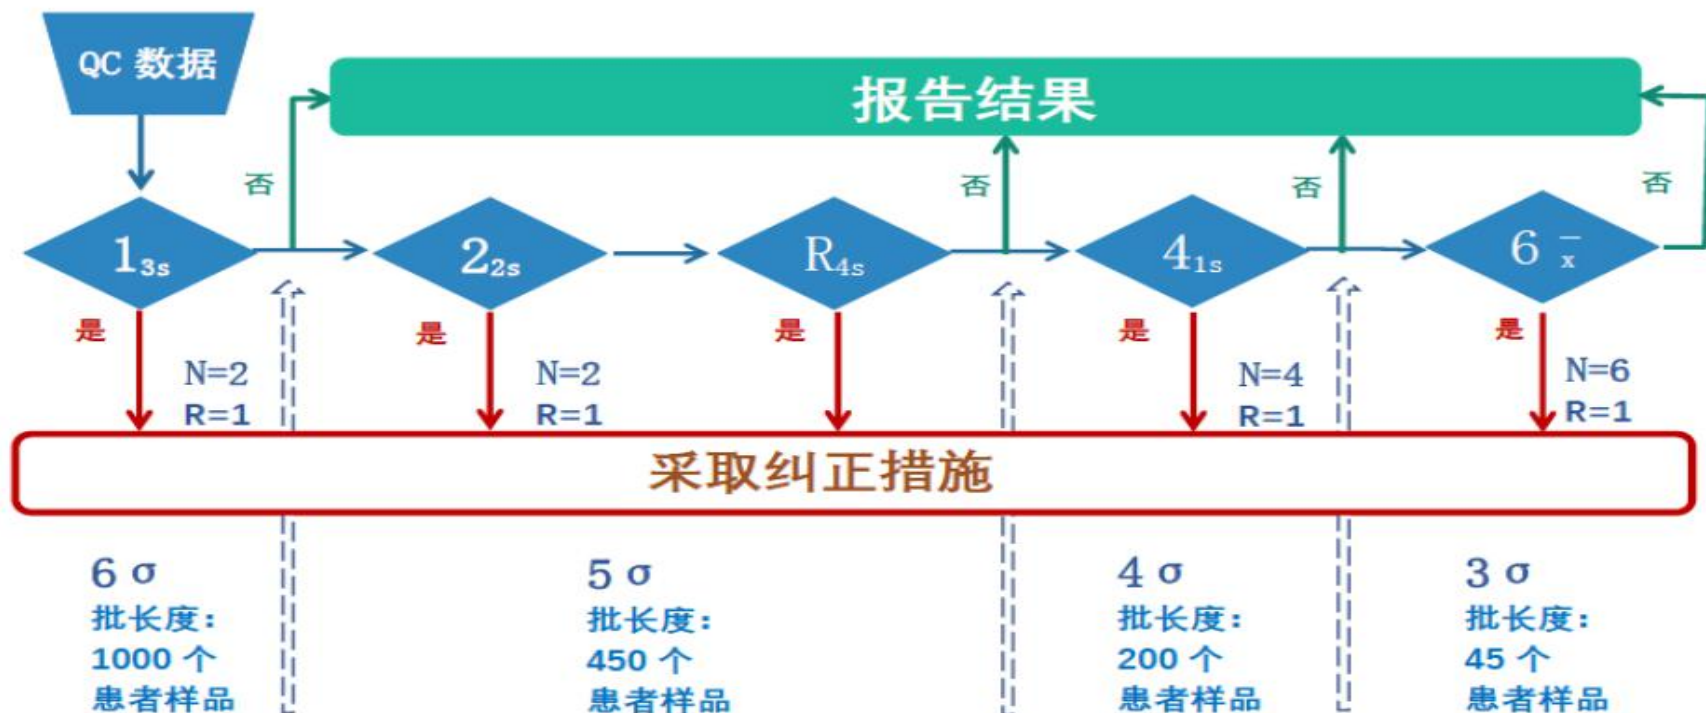 QC 数据
报告结果
否
否
否
否
1₃ₛ
2₂ₛ
R₄ₛ
4₁ₛ
6 x̄
是
是
是
是
是
N=2
R=1
N=2
R=1
N=4
R=1
N=6
R=1
采取纠正措施
6 σ
批长度：
1000 个
患者样品
5 σ
批长度：
450 个
患者样品
4 σ
批长度：
200 个
患者样品
3 σ
批长度：
45 个
患者样品